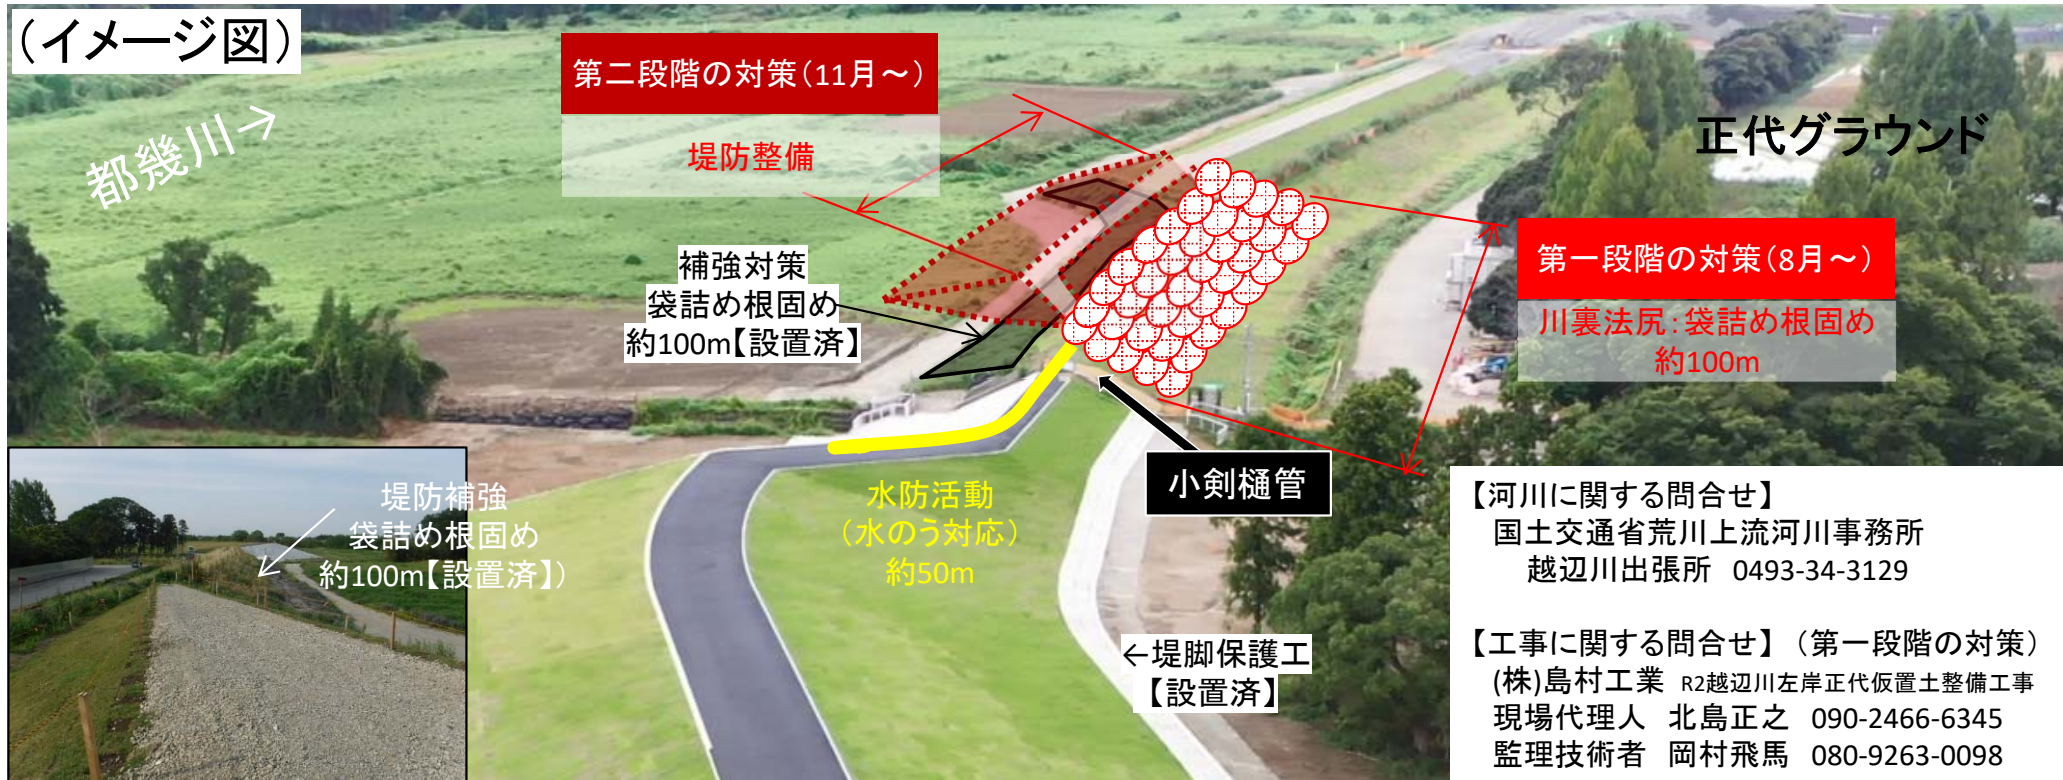 (イメージ図)
都幾川→
第二段階の対策(11月～)
堤防整備
正代グラウンド
補強対策
袋詰め根固め
約100m【設置済】
第一段階の対策(8月～)
川裏法尻:袋詰め根固め
約100m
小剣樋管
堤防補強
袋詰め根固め
約100m【設置済】)
水防活動
(水のう対応)
約50m
←堤脚保護工
【設置済】
【河川に関する問合せ】
国土交通省荒川上流河川事務所
越辺川出張所 0493-34-3129
【工事に関する問合せ】(第一段階の対策)
(株)島村工業 R2越辺川左岸正代仮置土整備工事
現場代理人 北島正之 090-2466-6345
監理技術者 岡村飛馬 080-9263-0098